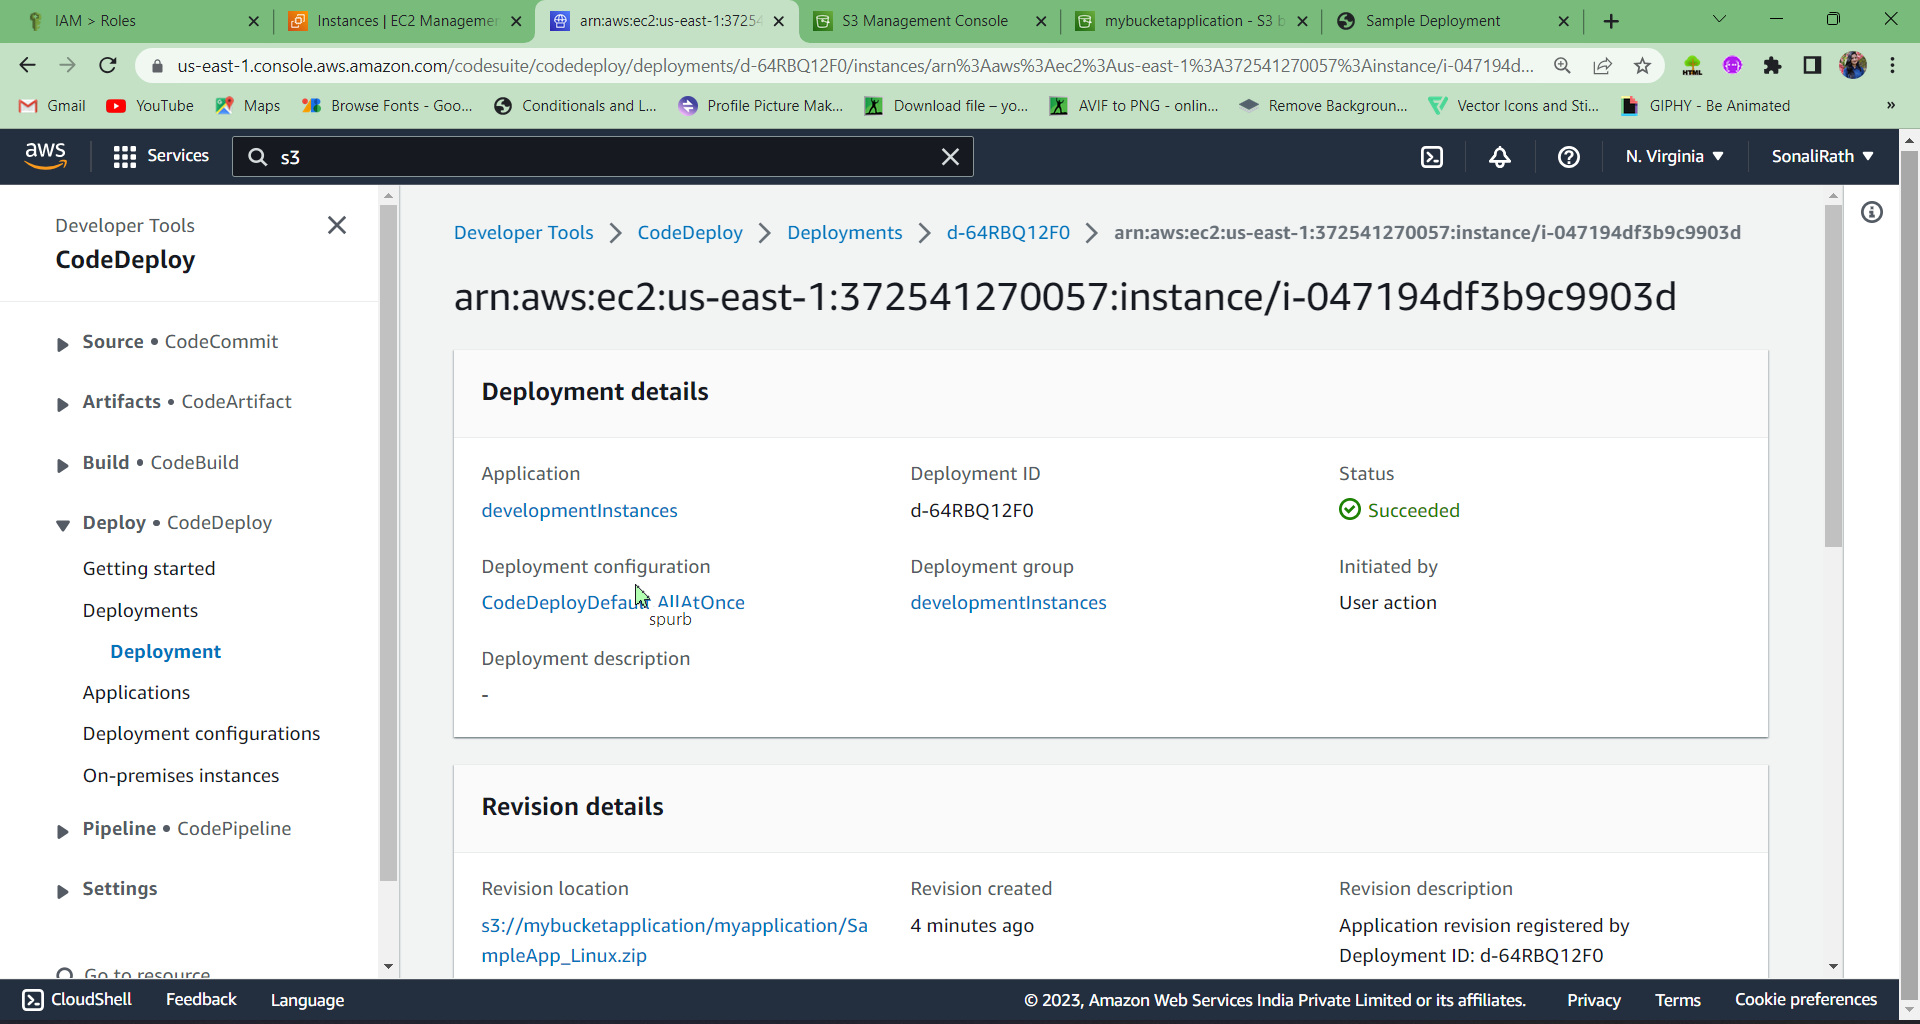 IAM > Roles
Instances | EC2 Managemen
arn:aws:ec2:us-east-1:37254
S3 Management Console
mybucketapplication - S3 b
Sample Deployment
us-east-1.console.aws.amazon.com/codesuite/codedeploy/deployments/d-64RBQ12F0/instances/arn%3Aaws%3Aec2%3Aus-east-1%3A372541270057%3Ainstance/i-047194d...
Gmail
YouTube
Maps
Browse Fonts - Goo...
Conditionals and L...
Profile Picture Mak...
Download file – yo...
AVIF to PNG - onlin...
Remove Backgroun...
Vector Icons and Sti...
GIPHY - Be Animated
»
aws
Services
s3
N. Virginia
SonaliRath
Developer Tools
CodeDeploy
Source • CodeCommit
Artifacts • CodeArtifact
Build • CodeBuild
Deploy • CodeDeploy
Getting started
Deployments
Deployment
Applications
Deployment configurations
On-premises instances
Pipeline • CodePipeline
Settings
Go to resource
Developer Tools > CodeDeploy > Deployments > d-64RBQ12F0 > arn:aws:ec2:us-east-1:372541270057:instance/i-047194df3b9c9903d
arn:aws:ec2:us-east-1:372541270057:instance/i-047194df3b9c9903d
Deployment details
Application
developmentInstances
Deployment ID
d-64RBQ12F0
Status
Succeeded
Deployment configuration
CodeDeployDefault.AllAtOnce
spurb
Deployment group
developmentInstances
Initiated by
User action
Deployment description
-
Revision details
Revision location
s3://mybucketapplication/myapplication/Sa
mpleApp_Linux.zip
Revision created
4 minutes ago
Revision description
Application revision registered by
Deployment ID: d-64RBQ12F0
CloudShell
Feedback
Language
© 2023, Amazon Web Services India Private Limited or its affiliates.
Privacy
Terms
Cookie preferences